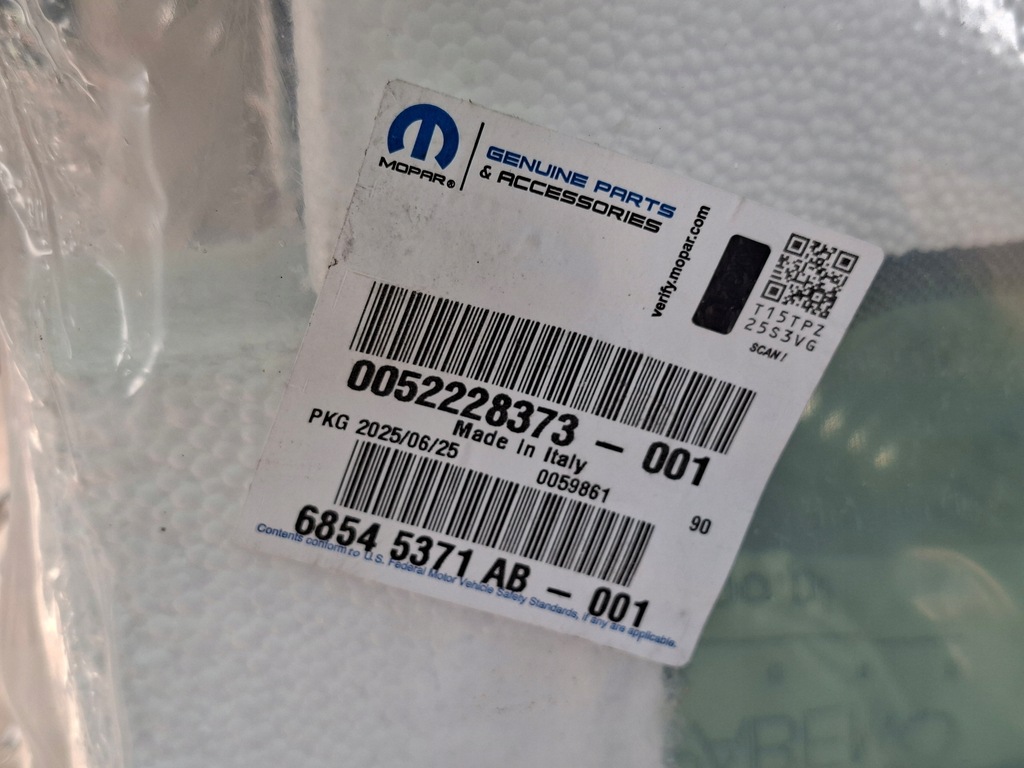 MOPAR®
GENUINE PARTS
& ACCESSORIES
verify.mopar.com
T15TPZ
25S3VG
SCAN!
0052228373 – 001
Made In Italy
PKG 2025/06/25
0059861
90
6854 5371 AB – 001
Contents conform to U.S. Federal Motor Vehicle Safety Standards, if any are applicable.